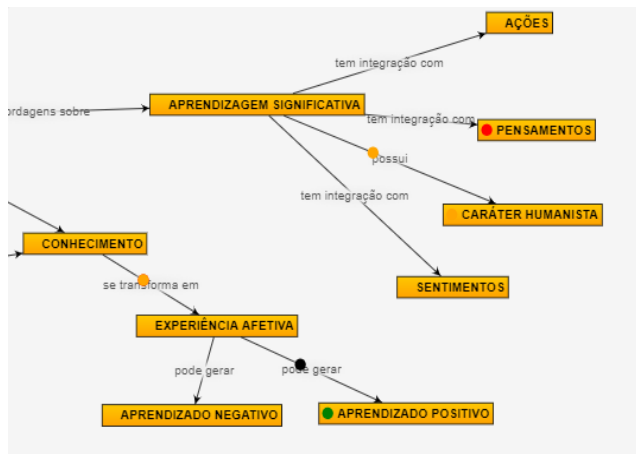 AÇÕES
tem integração com
ordagens sobre
APRENDIZAGEM SIGNIFICATIVA
tem integração com
PENSAMENTOS
possui
tem integração com
CARÁTER HUMANISTA
CONHECIMENTO
se transforma em
SENTIMENTOS
EXPERIÊNCIA AFETIVA
pode gerar
pode gerar
APRENDIZADO NEGATIVO
APRENDIZADO POSITIVO